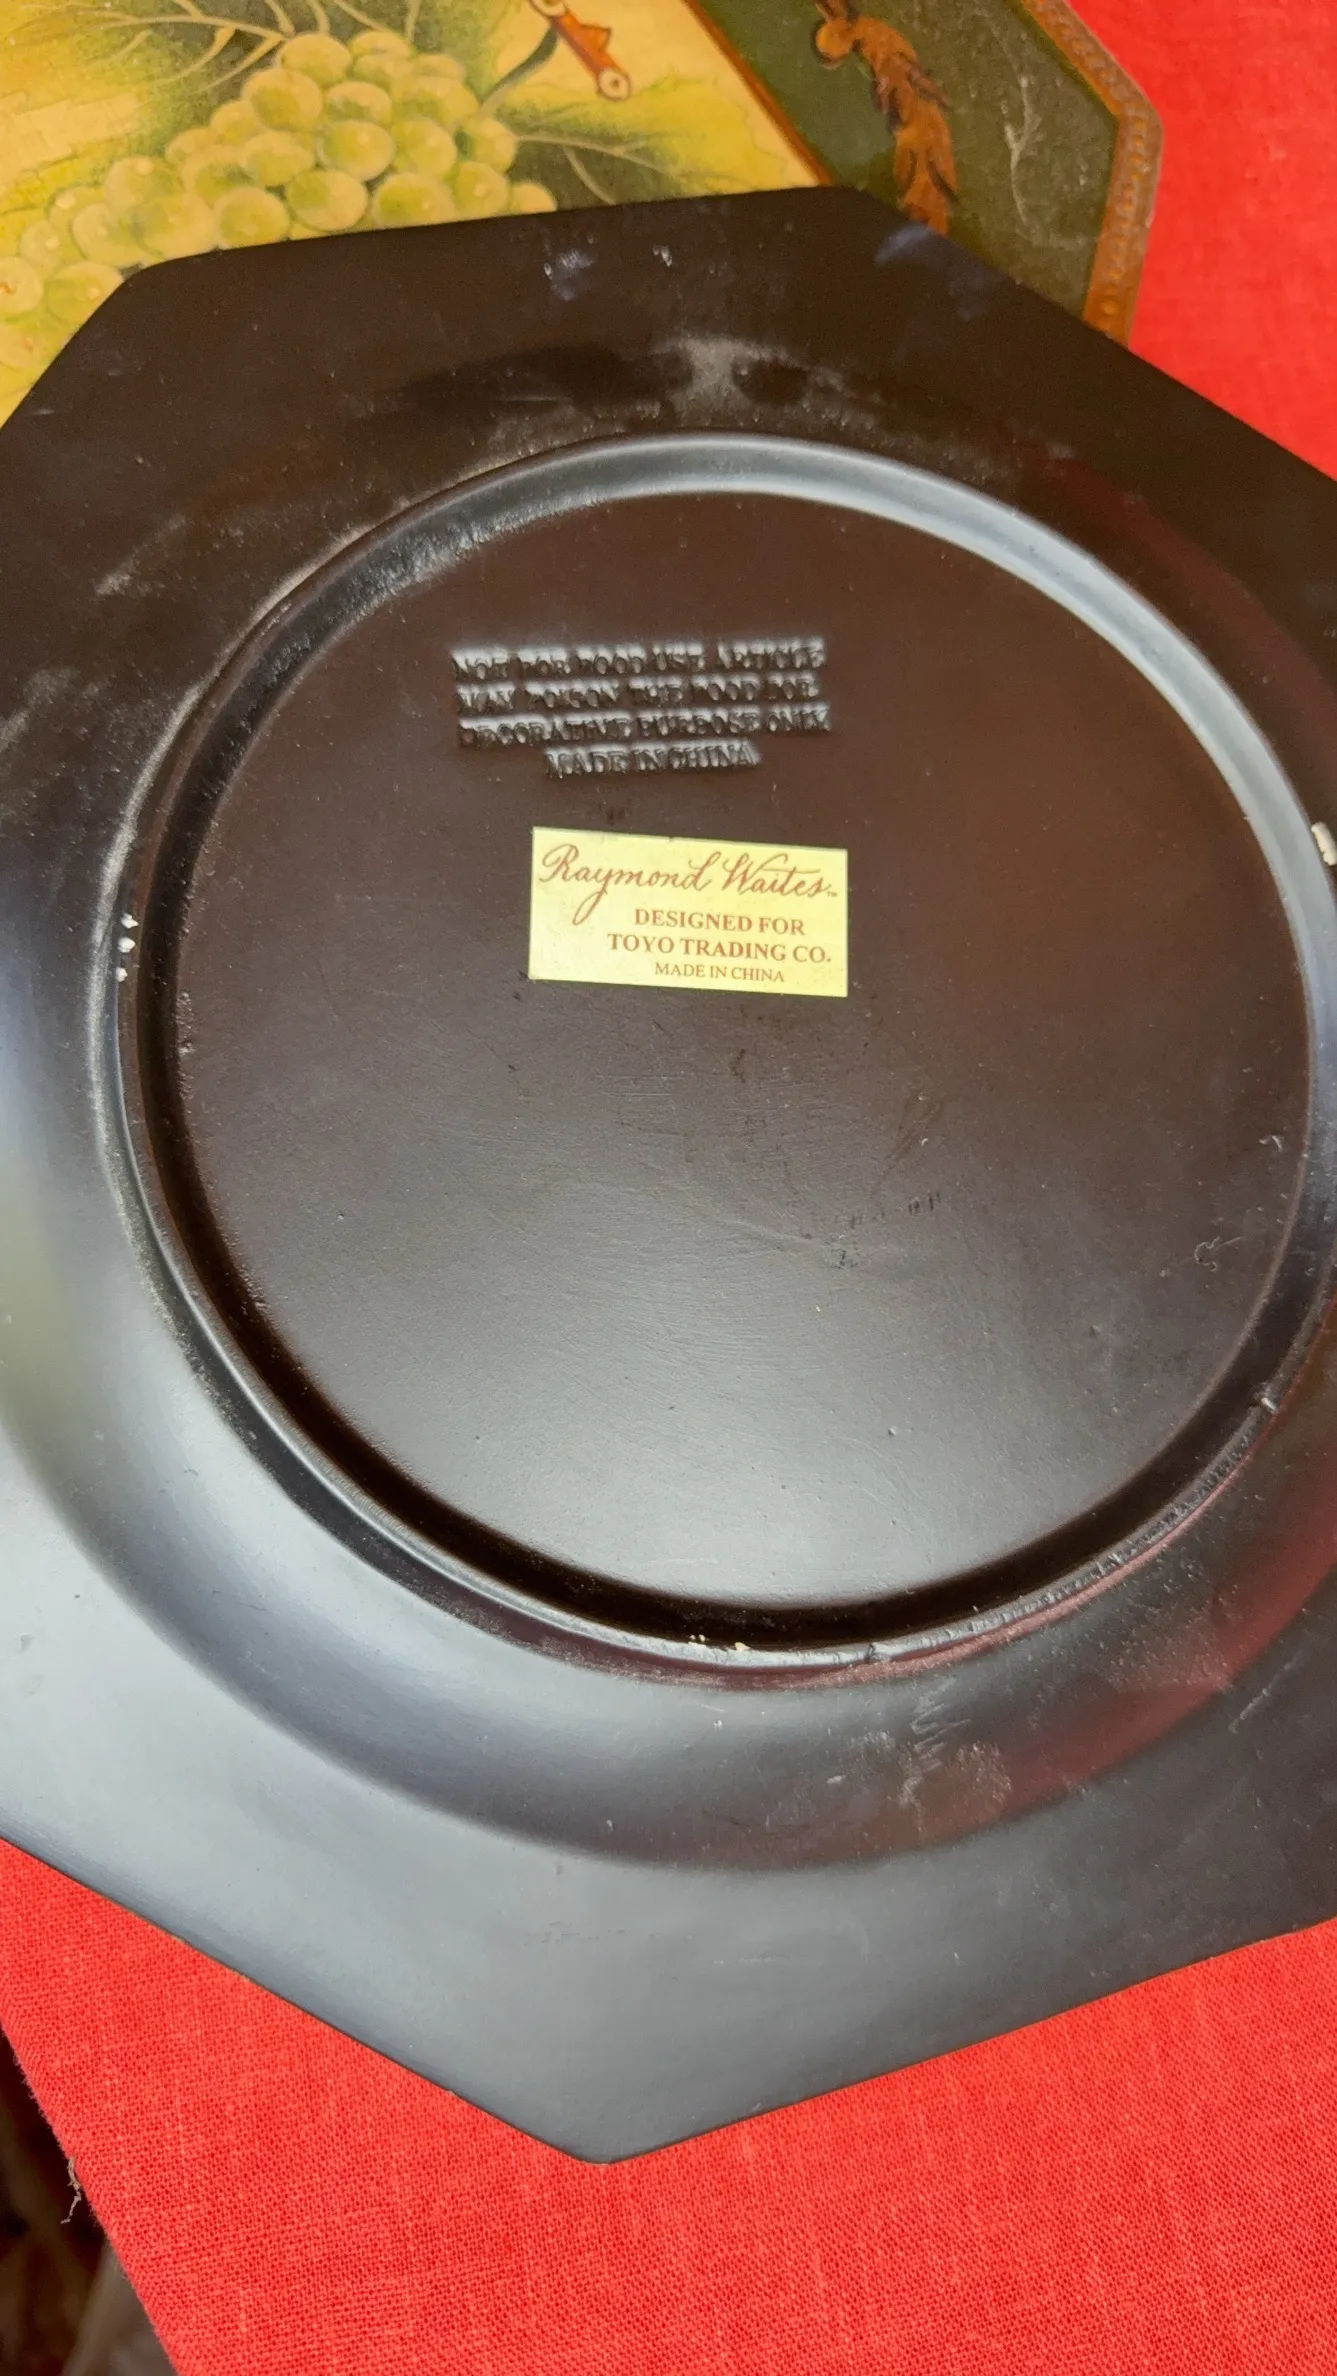 NOT FOR FOOD USE ARTICLE
MAY POISON THE FOOD FOR
DECORATIVE PURPOSE ONLY
MADE IN CHINA
Raymond Waites™
DESIGNED FOR
TOYO TRADING CO.
MADE IN CHINA